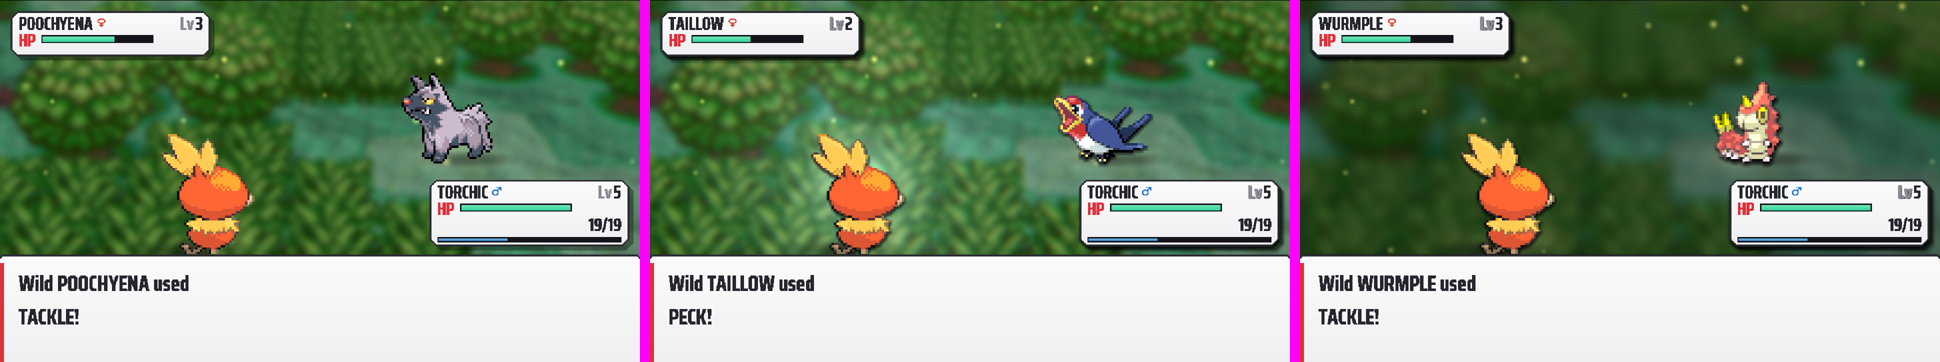 POOCHYENA ♀ Lv3
HP
TORCHIC ♂ Lv5
HP
19/19
Wild POOCHYENA used
TACKLE!
TAILLOW ♀ Lv2
HP
TORCHIC ♂ Lv5
HP
19/19
Wild TAILLOW used
PECK!
WURMPLE ♀ Lv3
HP
TORCHIC ♂ Lv5
HP
19/19
Wild WURMPLE used
TACKLE!